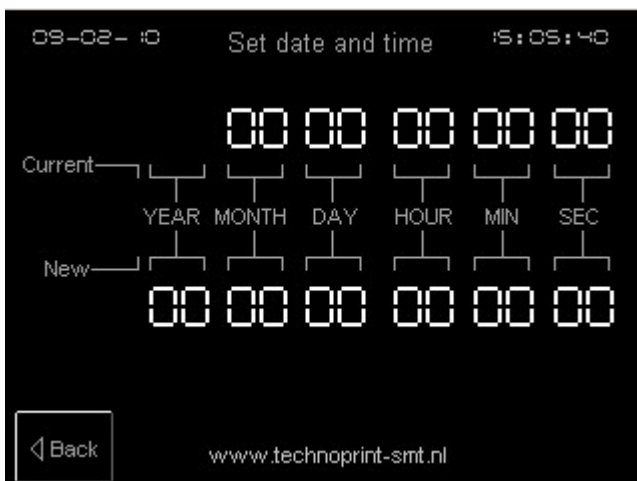 09-02-10 Set date and time 15:05:40
00 00 00 00 00
Current
YEAR MONTH DAY HOUR MIN SEC
New
00 00 00 00 00 00
Back www.technoprint-smt.nl